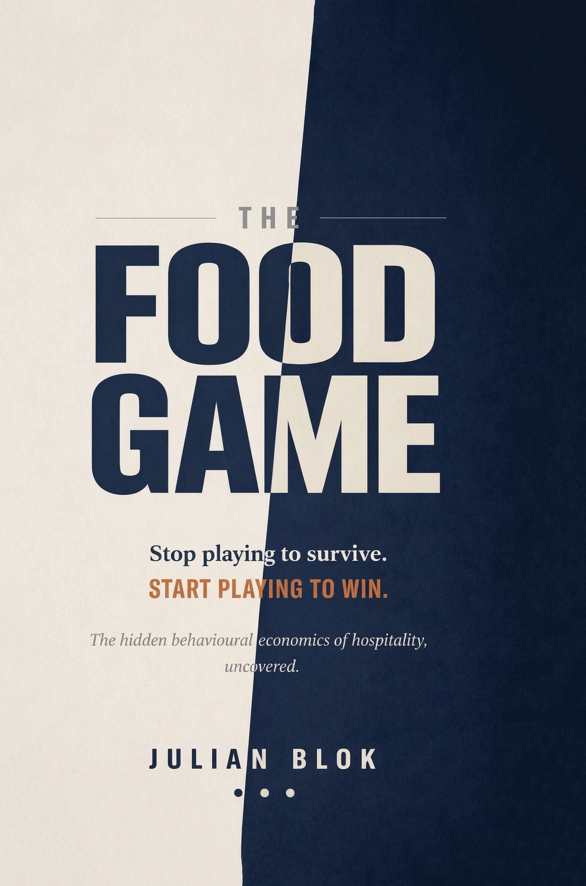 THE
FOOD
GAME
Stop playing to survive.
START PLAYING TO WIN.
The hidden behavioural economics of hospitality,
uncovered.
JULIAN BLOK